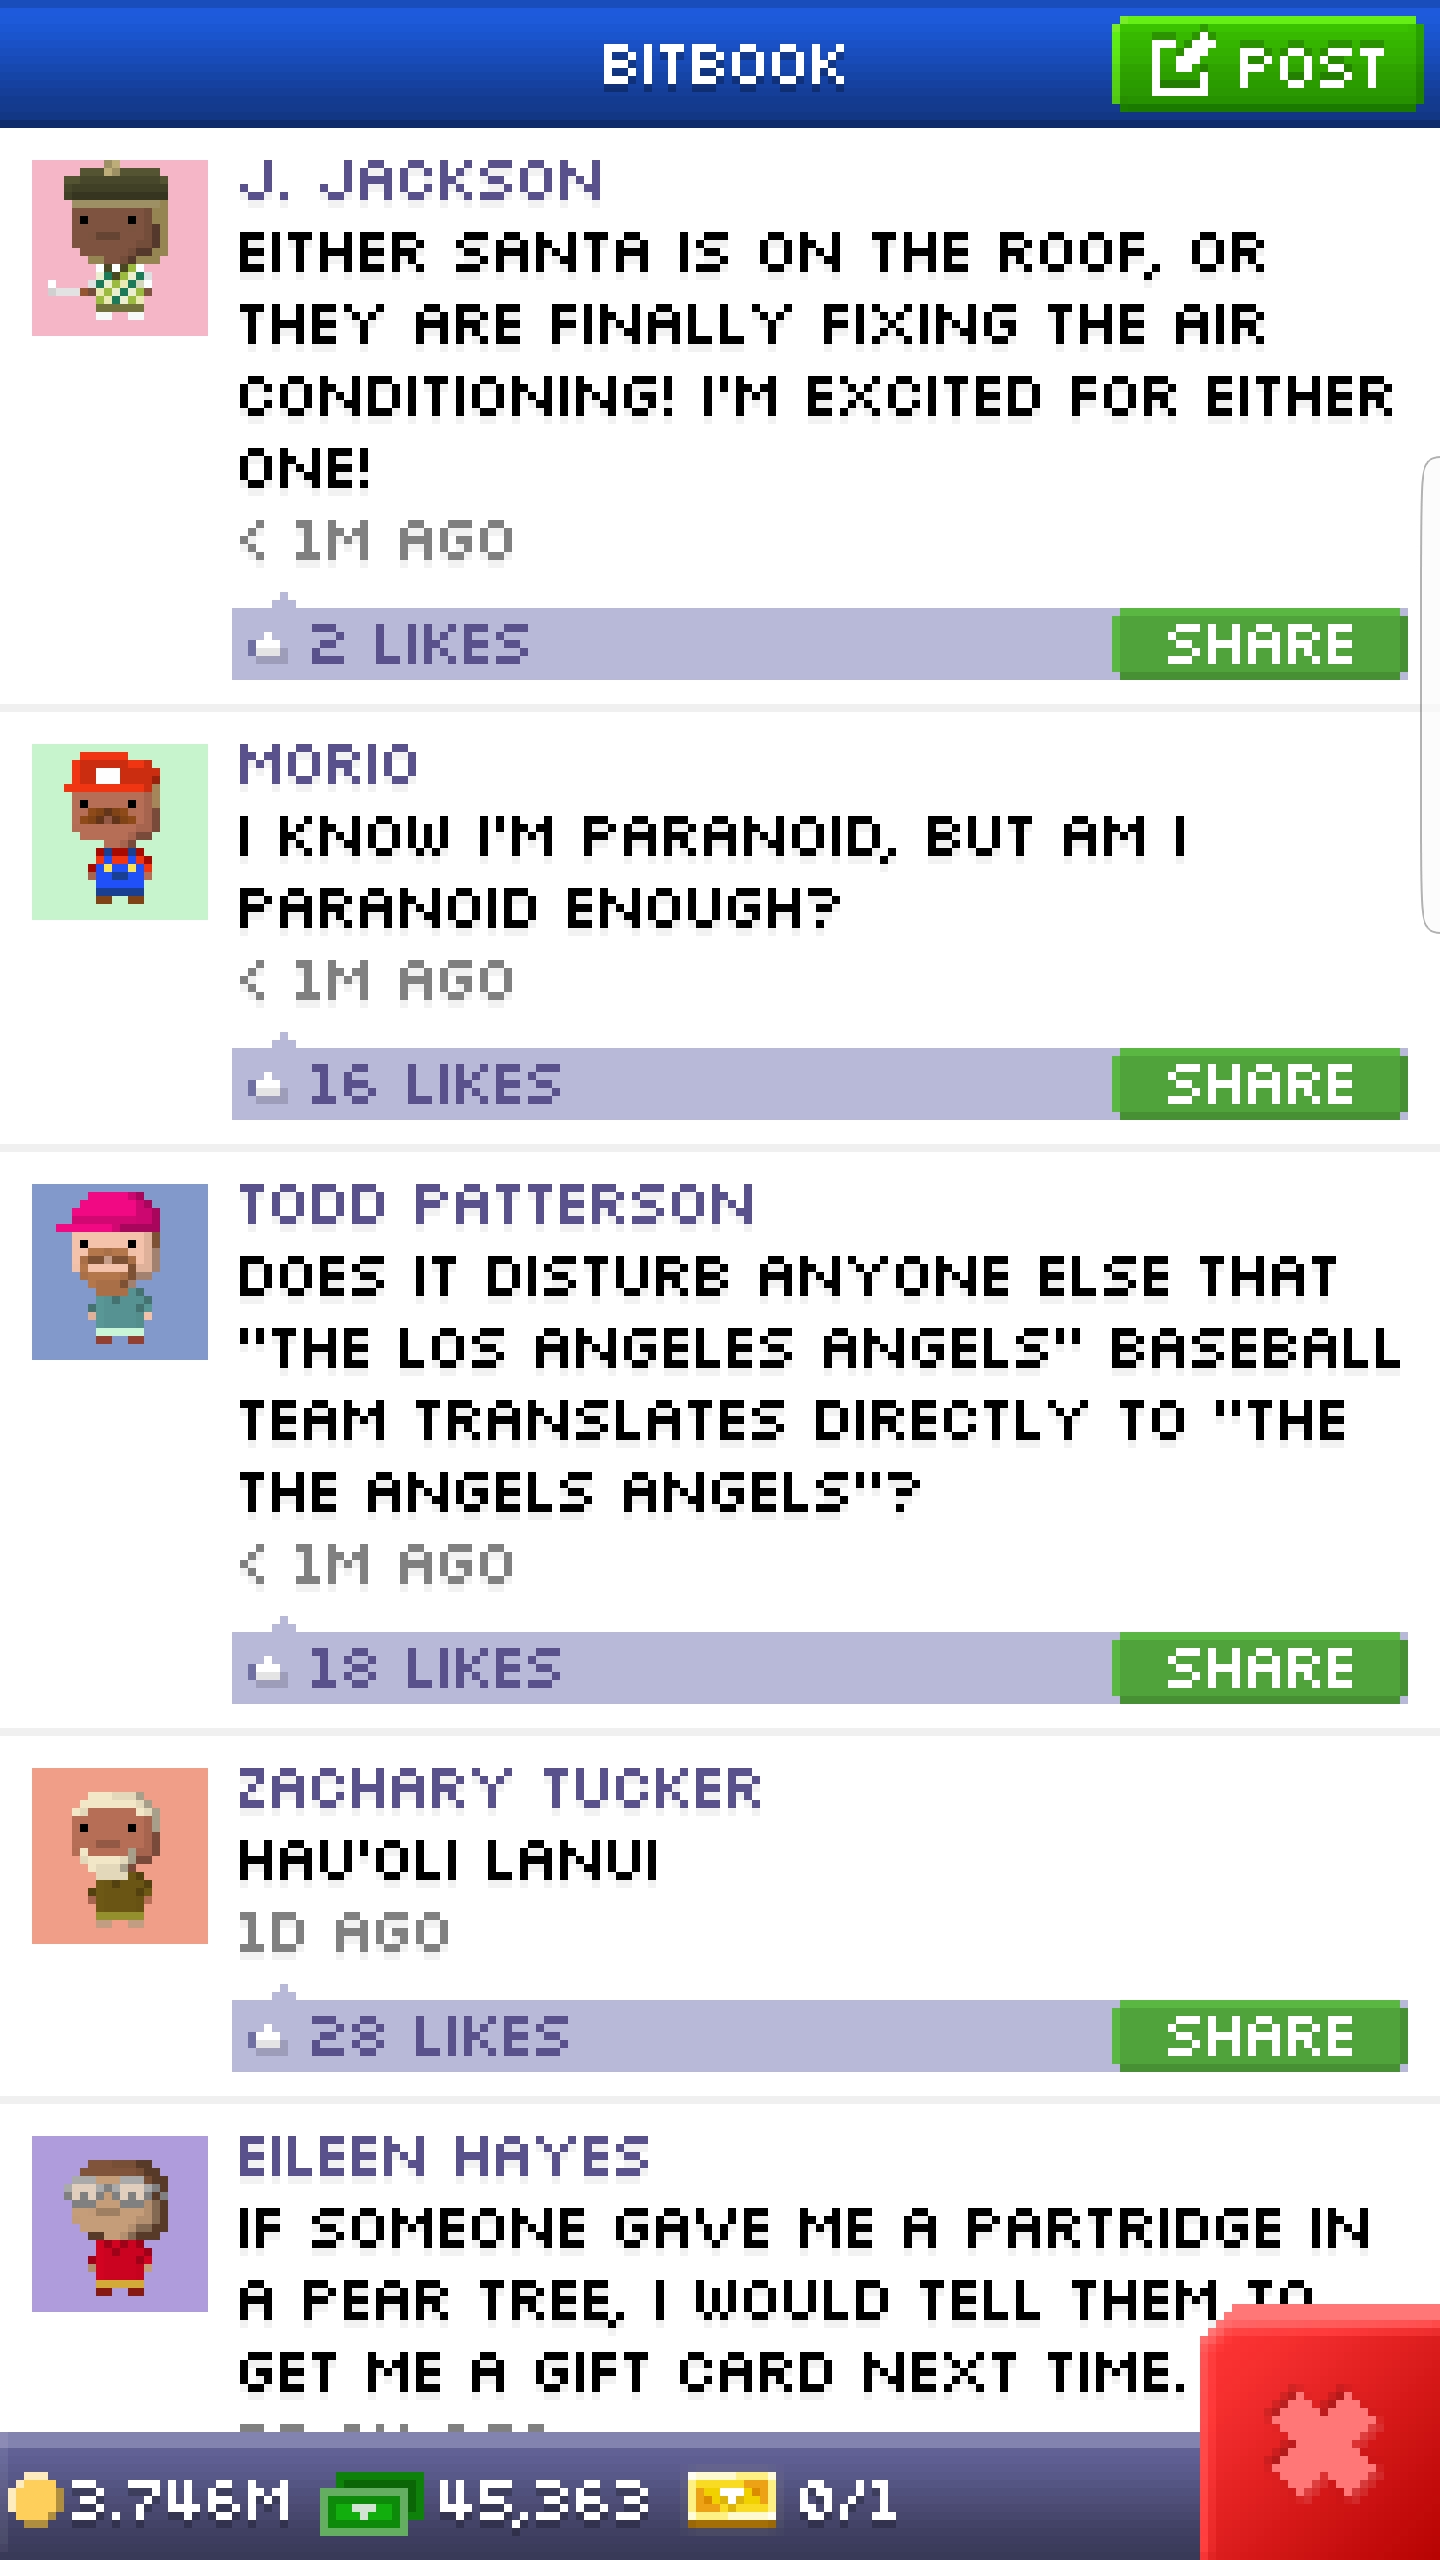 BITBOOK
POST
J. JACKSON
EITHER SANTA IS ON THE ROOF, OR
THEY ARE FINALLY FIXING THE AIR
CONDITIONING! I'M EXCITED FOR EITHER
ONE!
< 1M AGO
2 LIKES
SHARE
MORIO
I KNOW I'M PARANOID, BUT AM I
PARANOID ENOUGH?
< 1M AGO
16 LIKES
SHARE
TODD PATTERSON
DOES IT DISTURB ANYONE ELSE THAT
"THE LOS ANGELES ANGELS" BASEBALL
TEAM TRANSLATES DIRECTLY TO "THE
THE ANGELS ANGELS"?
< 1M AGO
18 LIKES
SHARE
ZACHARY TUCKER
HAU'OLI LANUI
1D AGO
28 LIKES
SHARE
EILEEN HAYES
IF SOMEONE GAVE ME A PARTRIDGE IN
A PEAR TREE, I WOULD TELL THEM TO
GET ME A GIFT CARD NEXT TIME.
3.746M
45,363
0/1